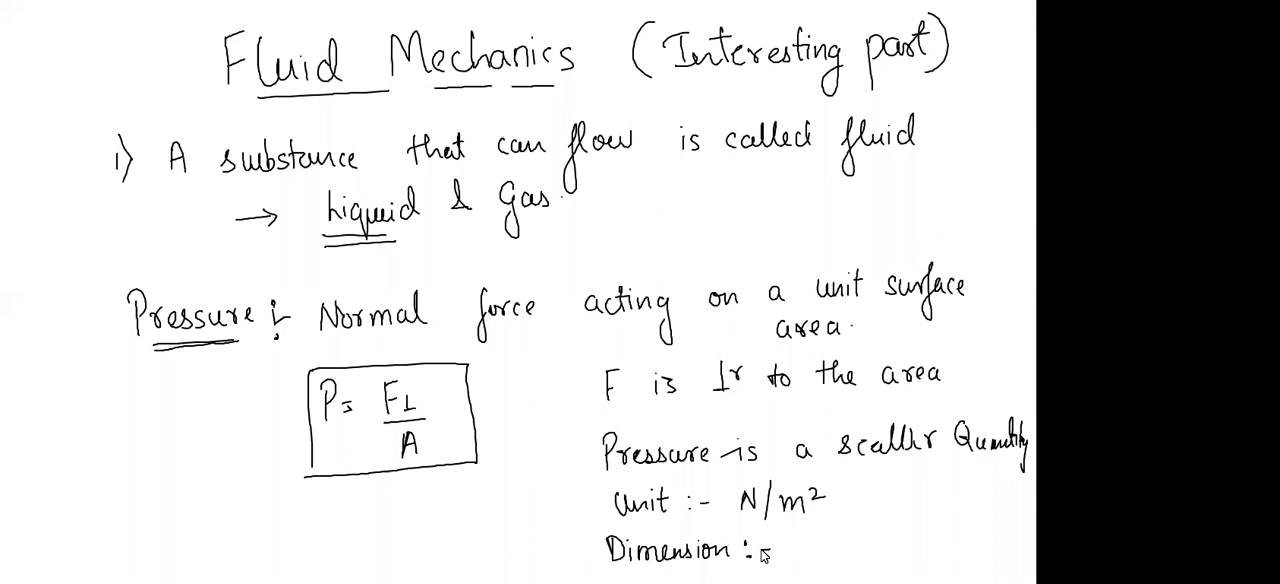 Fluid Mechanics (Interesting part)
i) A substance that can flow is called fluid
→ Liquid & gas.
Pressure :- Normal force acting on a unit surface
area.
P = F⊥
A
F is ⊥r to the area
Pressure is a scaller Quantity
Unit :- N/m²
Dimension :